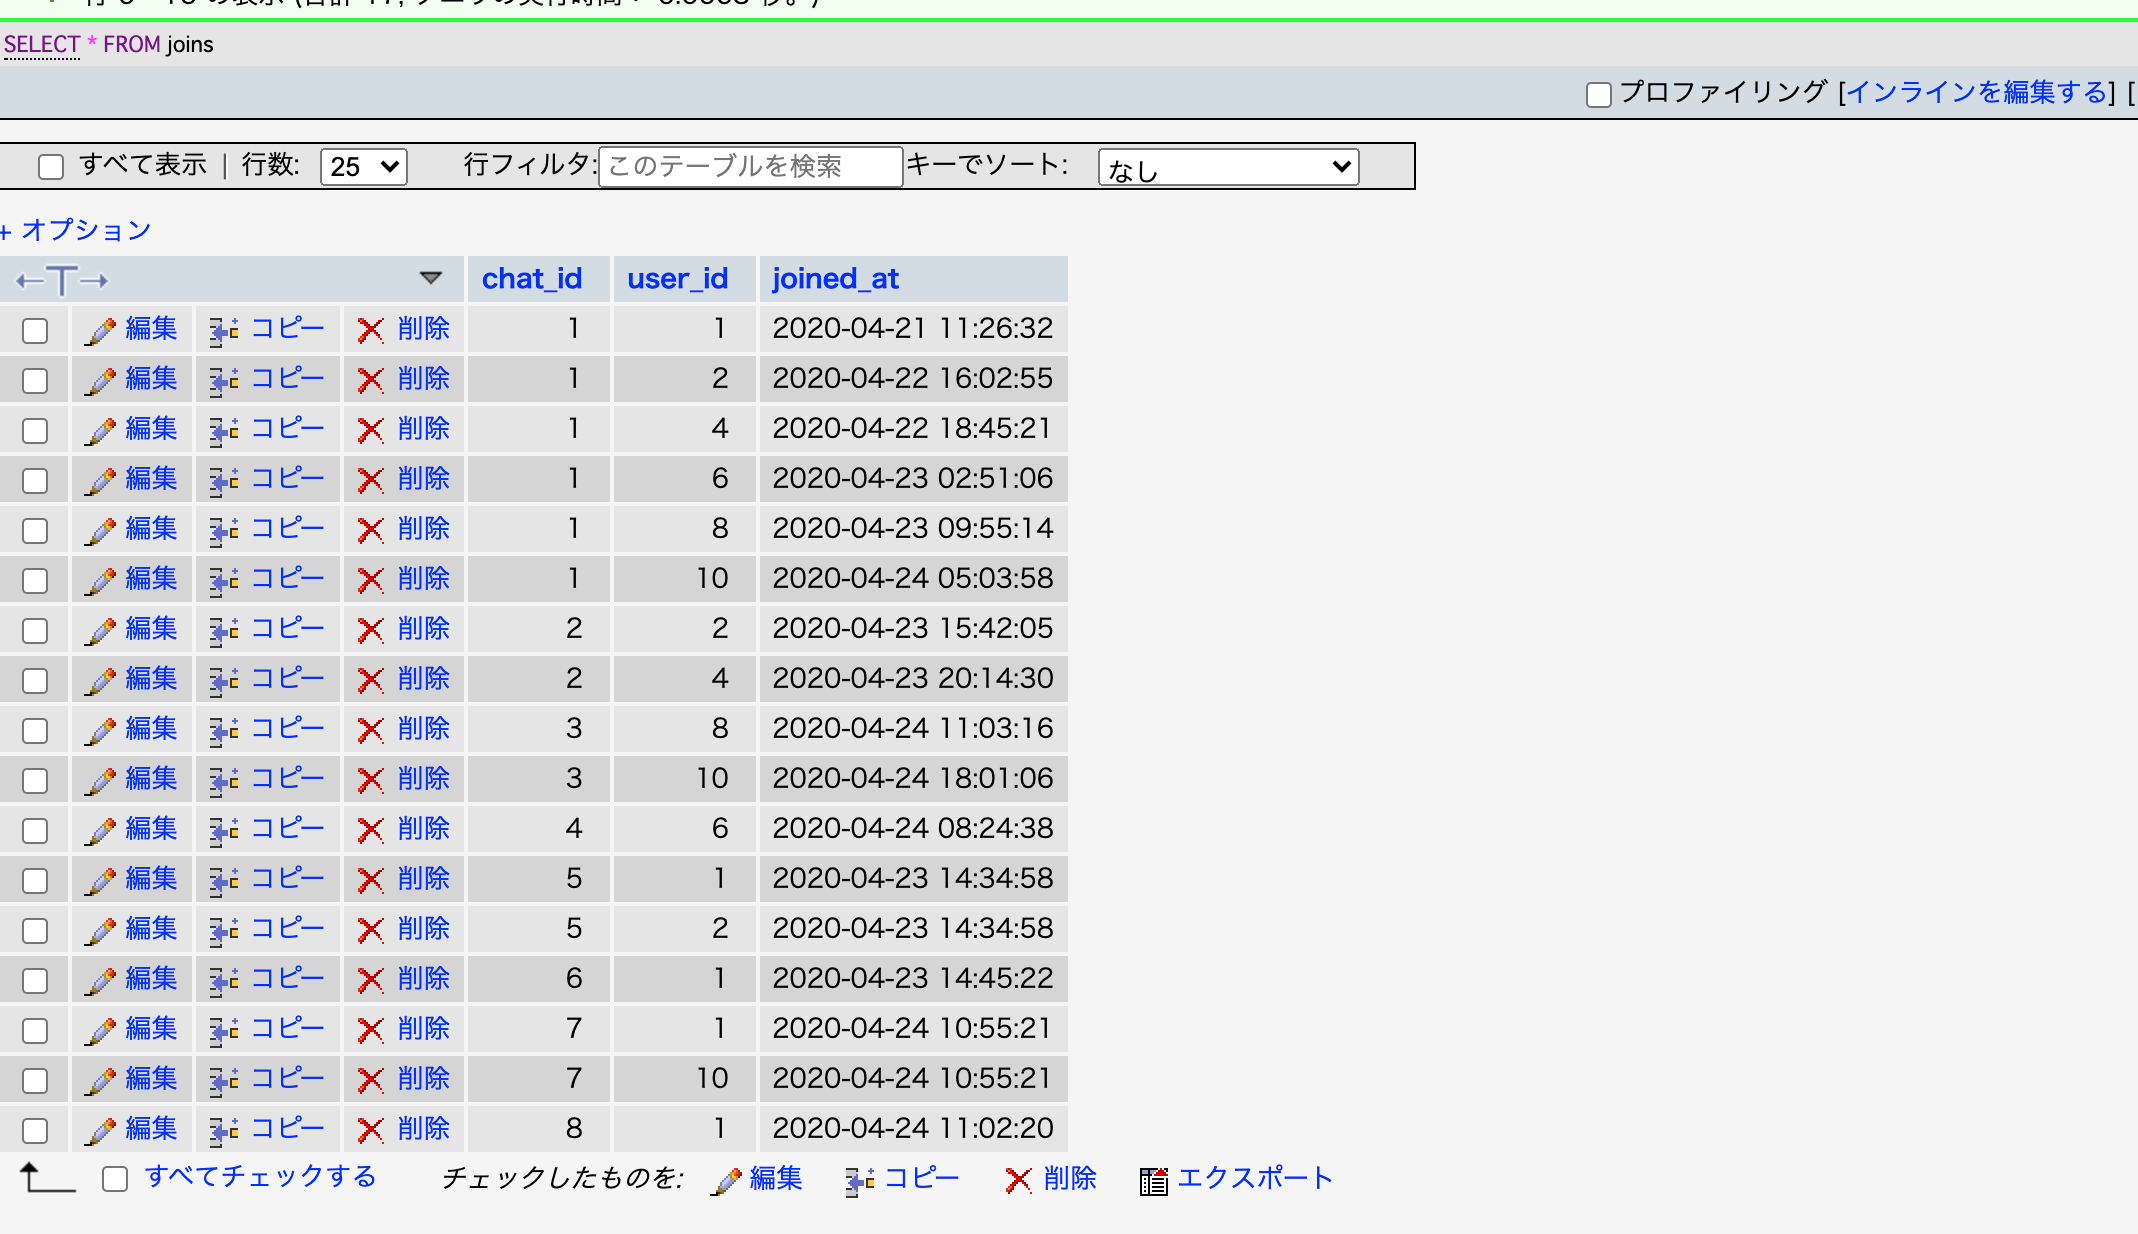 SELECT * FROM joins
プロファイリング [インラインを編集する] [
すべて表示 | 行数: 25 行フィルタ: このテーブルを検索 キーでソート: なし
+ オプション
←T→ chat_id user_id joined_at
編集 コピー 削除 1 1 2020-04-21 11:26:32
編集 コピー 削除 1 2 2020-04-22 16:02:55
編集 コピー 削除 1 4 2020-04-22 18:45:21
編集 コピー 削除 1 6 2020-04-23 02:51:06
編集 コピー 削除 1 8 2020-04-23 09:55:14
編集 コピー 削除 1 10 2020-04-24 05:03:58
編集 コピー 削除 2 2 2020-04-23 15:42:05
編集 コピー 削除 2 4 2020-04-23 20:14:30
編集 コピー 削除 3 8 2020-04-24 11:03:16
編集 コピー 削除 3 10 2020-04-24 18:01:06
編集 コピー 削除 4 6 2020-04-24 08:24:38
編集 コピー 削除 5 1 2020-04-23 14:34:58
編集 コピー 削除 5 2 2020-04-23 14:34:58
編集 コピー 削除 6 1 2020-04-23 14:45:22
編集 コピー 削除 7 1 2020-04-24 10:55:21
編集 コピー 削除 7 10 2020-04-24 10:55:21
編集 コピー 削除 8 1 2020-04-24 11:02:20
すべてチェックする チェックしたものを: 編集 コピー 削除 エクスポート